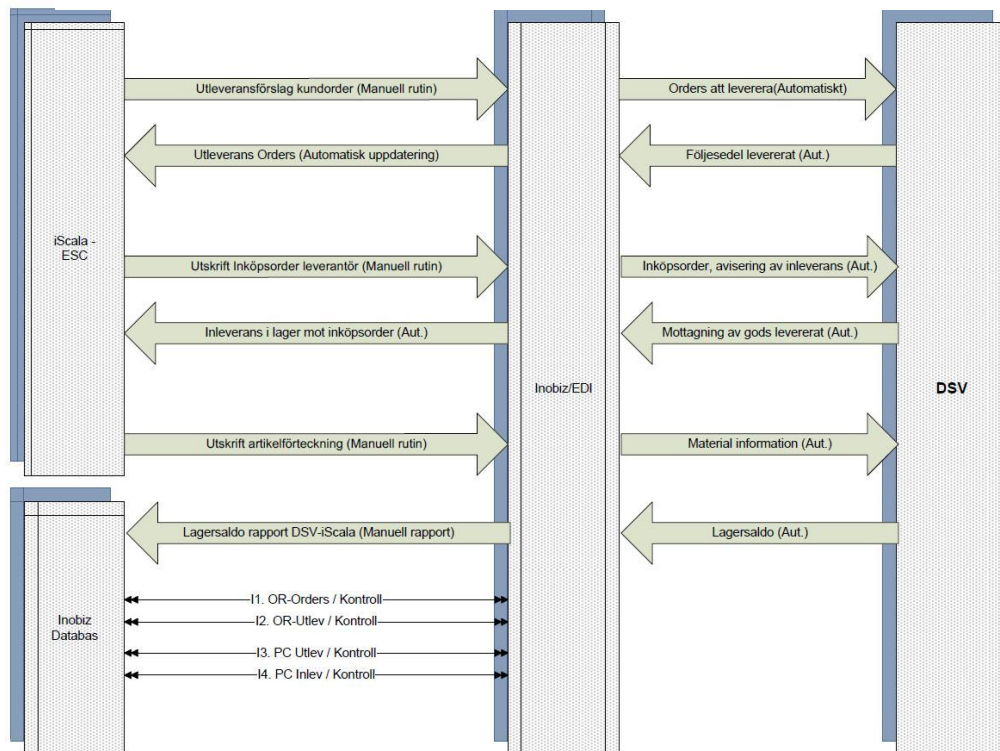 Utleveransförslag kundorder (Manuell rutin)
Orders att leverera(Automatiskt)
Utleverans Orders (Automatisk uppdatering)
Följesedel levererat (Aut.)
iScala -
ESC
Utskrift Inköpsorder leverantör (Manuell rutin)
Inköpsorder, avisering av inleverans (Aut.)
Inleverans i lager mot inköpsorder (Aut.)
Mottagning av gods levererat (Aut.)
Inobiz/EDI
DSV
Utskrift artikelförteckning (Manuell rutin)
Material information (Aut.)
Lagersaldo rapport DSV-iScala (Manuell rapport)
Lagersaldo (Aut.)
I1. OR-Orders / Kontroll
Inobiz
Databas
I2. OR-Utlev / Kontroll
I3. PC Utlev / Kontroll
I4. PC Inlev / Kontroll